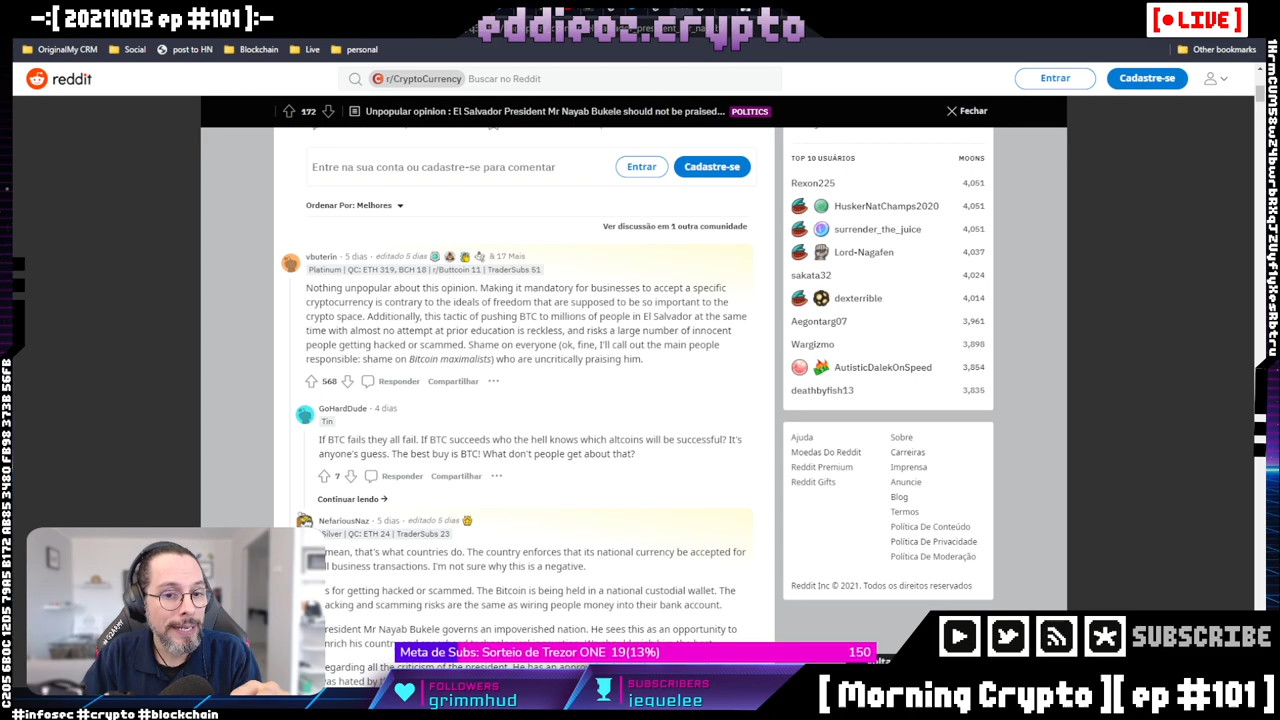 -:[ 20211013 ep #101 ]:-
eddieoz.crypto
[ LIVE ]
OriginalMy CRM
Social
post to HN
Blockchain
Live
personal
Other bookmarks
reddit
r/CryptoCurrency
Buscar no Reddit
Entrar
Cadastre-se
172
Unpopular opinion : El Salvador President Mr Nayab Bukele should not be praised...
POLITICS
Fechar
Entre na sua conta ou cadastre-se para comentar
Entrar
Cadastre-se
Ordenar Por: Melhores
Ver discussão em 1 outra comunidade
vbuterin · 5 dias · editado 5 dias & 17 Mais
Platinum | QC: ETH 319, BCH 18 | r/Buttcoin 11 | TraderSubs 51
Nothing unpopular about this opinion. Making it mandatory for businesses to accept a specific
cryptocurrency is contrary to the ideals of freedom that are supposed to be so important to the
crypto space. Additionally, this tactic of pushing BTC to millions of people in El Salvador at the same
time with almost no attempt at prior education is reckless, and risks a large number of innocent
people getting hacked or scammed. Shame on everyone (ok, fine, I'll call out the main people
responsible: shame on Bitcoin maximalists) who are uncritically praising him.
568
Responder
Compartilhar
GoHardDude · 4 dias
Tin
If BTC fails they all fail. If BTC succeeds who the hell knows which altcoins will be successful? It's
anyone's guess. The best buy is BTC! What don't people get about that?
7
Responder
Compartilhar
Continuar lendo
NefariousNaz · 5 dias · editado 5 dias
Silver | QC: ETH 24 | TraderSubs 23
mean, that's what countries do. The country enforces that its national currency be accepted for
ll business transactions. I'm not sure why this is a negative.
s for getting hacked or scammed. The Bitcoin is being held in a national custodial wallet. The
acking and scamming risks are the same as wiring people money into their bank account.
resident Mr Nayab Bukele governs an impoverished nation. He sees this as an opportunity to
egarding all the criticism of the president. He has an
was hated by
TOP 10 USUÁRIOS
MOONS
Rexon225
4,051
HuskerNatChamps2020
4,051
surrender_the_juice
4,051
Lord-Nagafen
4,037
sakata32
4,024
dexterrible
4,014
Aegontarg07
3,961
Wargizmo
3,898
AutisticDalekOnSpeed
3,854
deathbyfish13
3,835
Ajuda
Sobre
Moedas Do Reddit
Carreiras
Reddit Premium
Imprensa
Reddit Gifts
Anuncie
Blog
Termos
Política De Conteúdo
Política De Privacidade
Política De Moderação
Reddit Inc © 2021. Todos os direitos reservados
Meta de Subs: Sorteio de Trezor ONE 19(13%)
150
FOLLOWERS
grimmhud
SUBSCRIBERS
jequelee
SUBSCRIBE
[ Morning Crypto ][ ep #101 ]
#infosec #crypto #blockchain